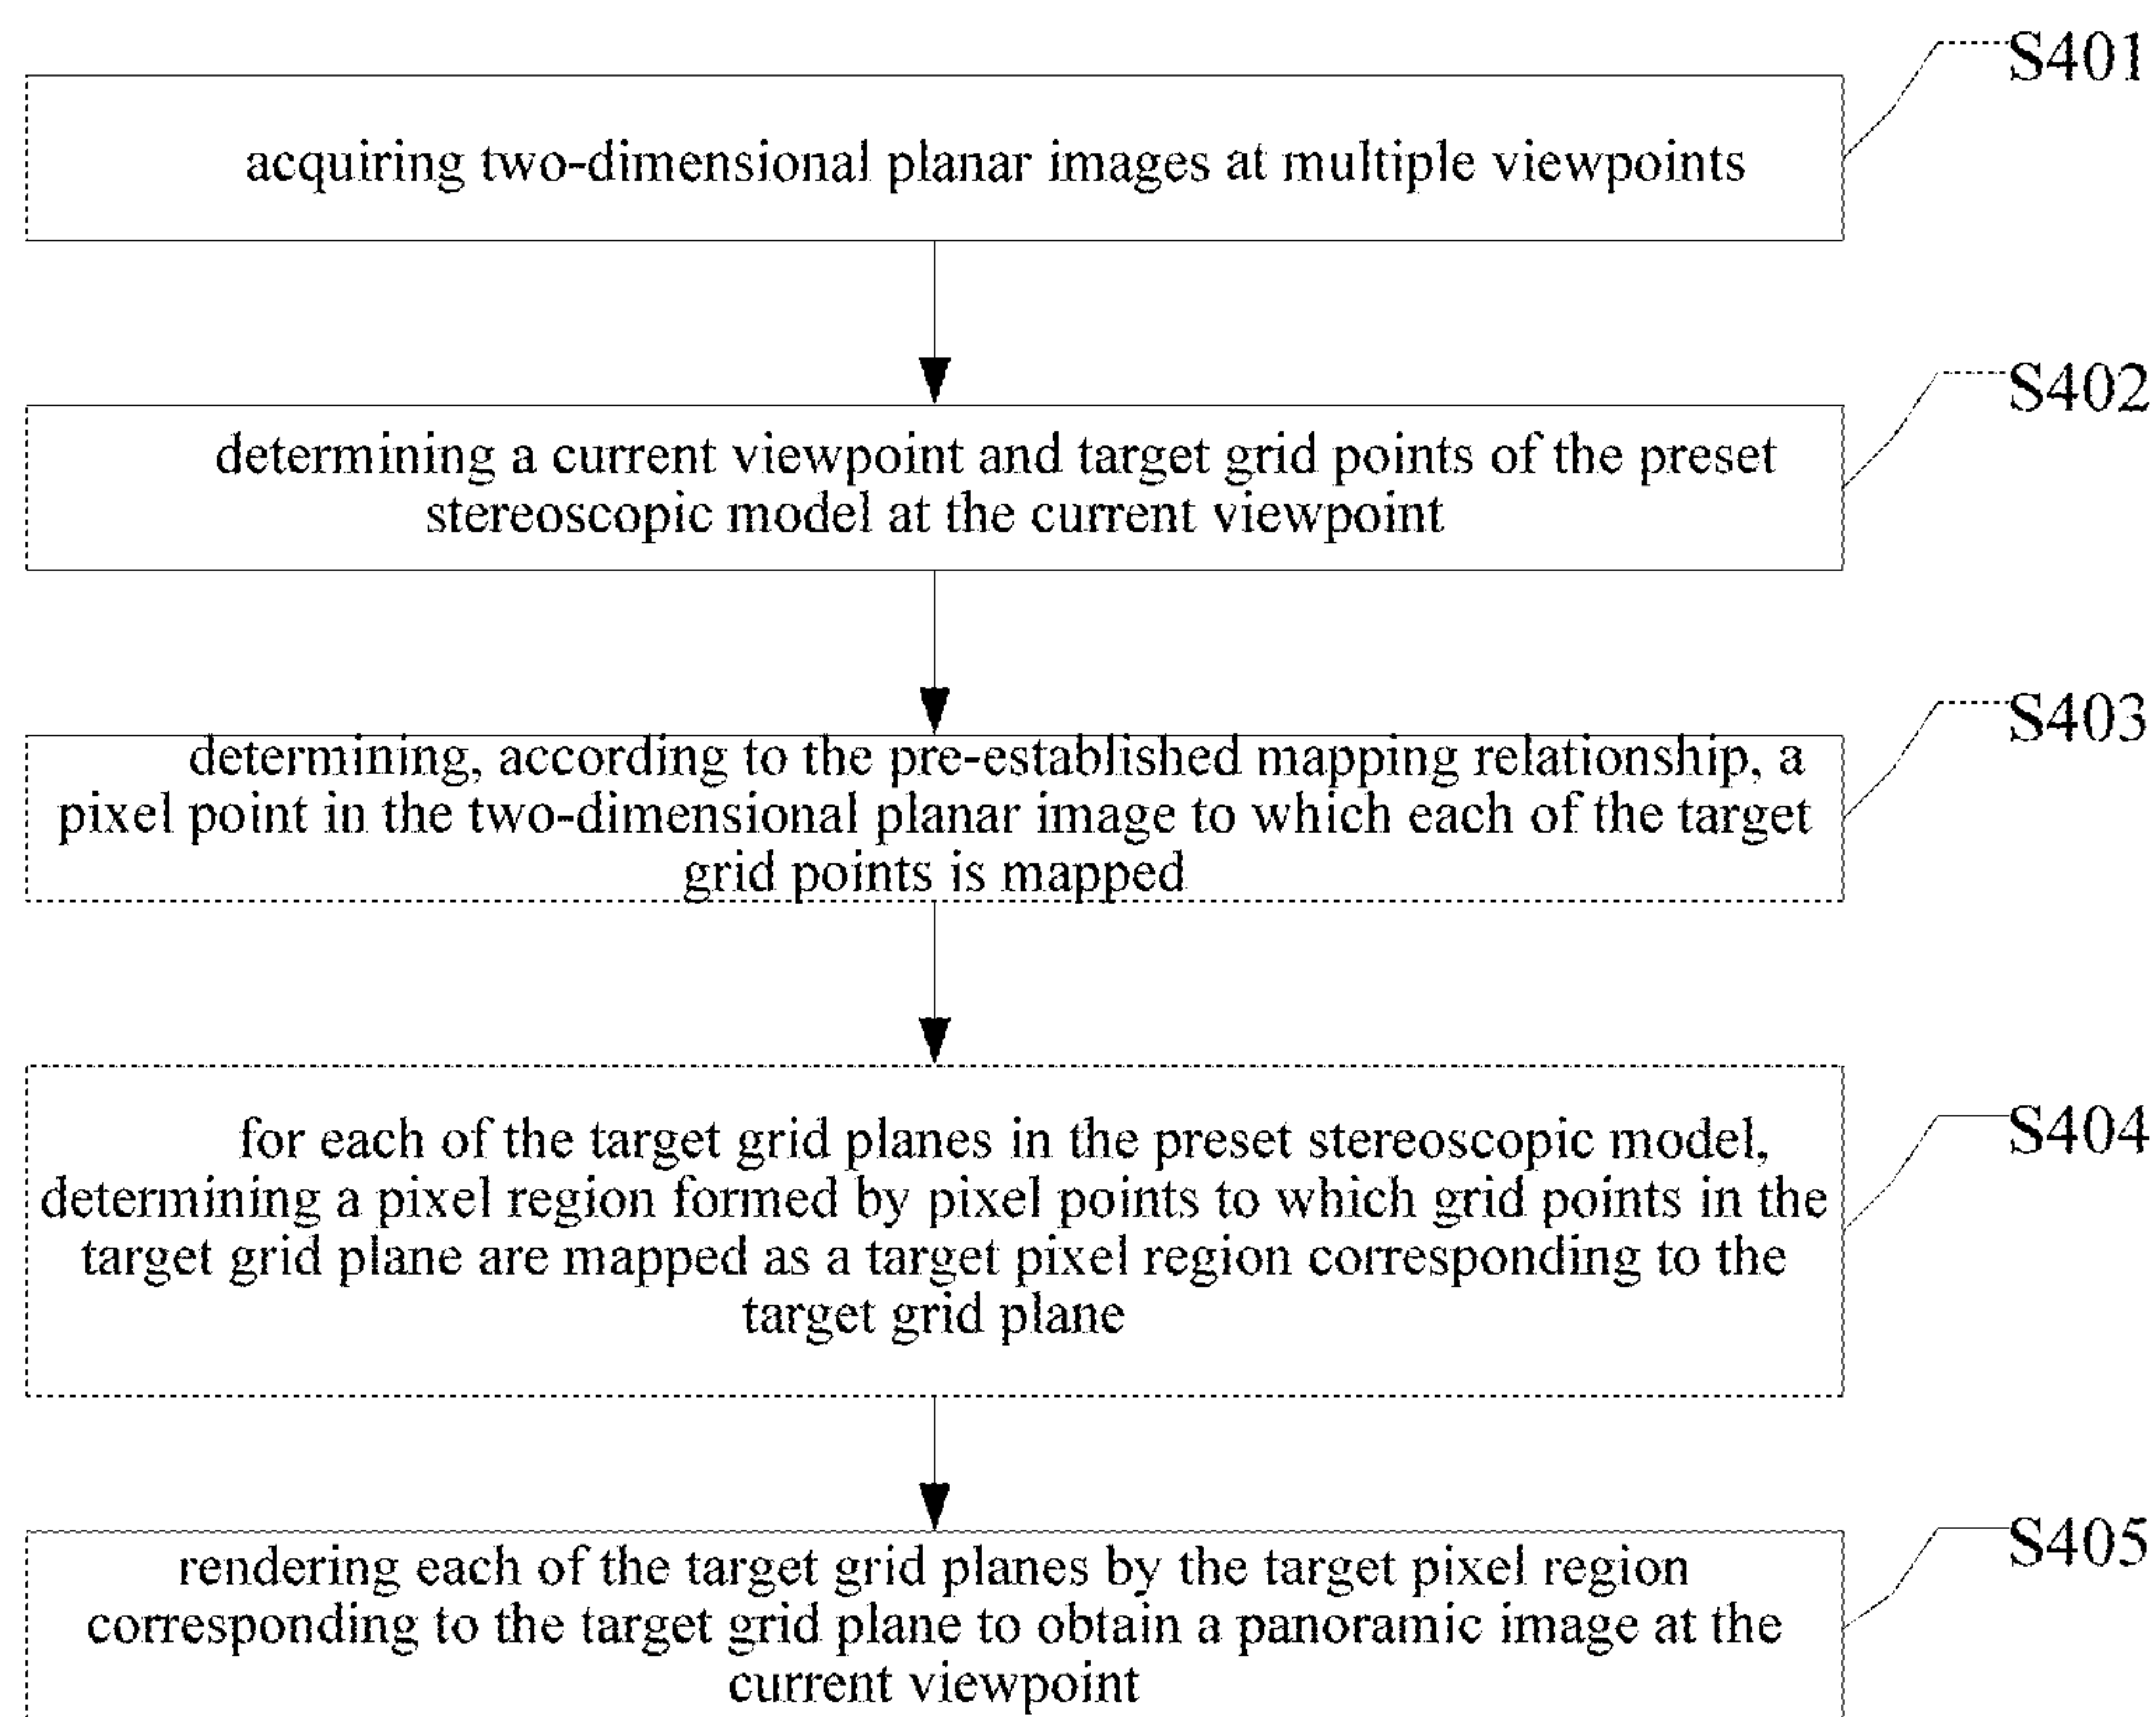 S401
acquiring two-dimensional planar images at multiple viewpoints
S402
determining a current viewpoint and target grid points of the preset
stereoscopic model at the current viewpoint
S403
determining, according to the pre-established mapping relationship, a
pixel point in the two-dimensional planar image to which each of the target
grid points is mapped
S404
for each of the target grid planes in the preset stereoscopic model,
determining a pixel region formed by pixel points to which grid points in the
target grid plane are mapped as a target pixel region corresponding to the
target grid plane
S405
rendering each of the target grid planes by the target pixel region
corresponding to the target grid plane to obtain a panoramic image at the
current viewpoint